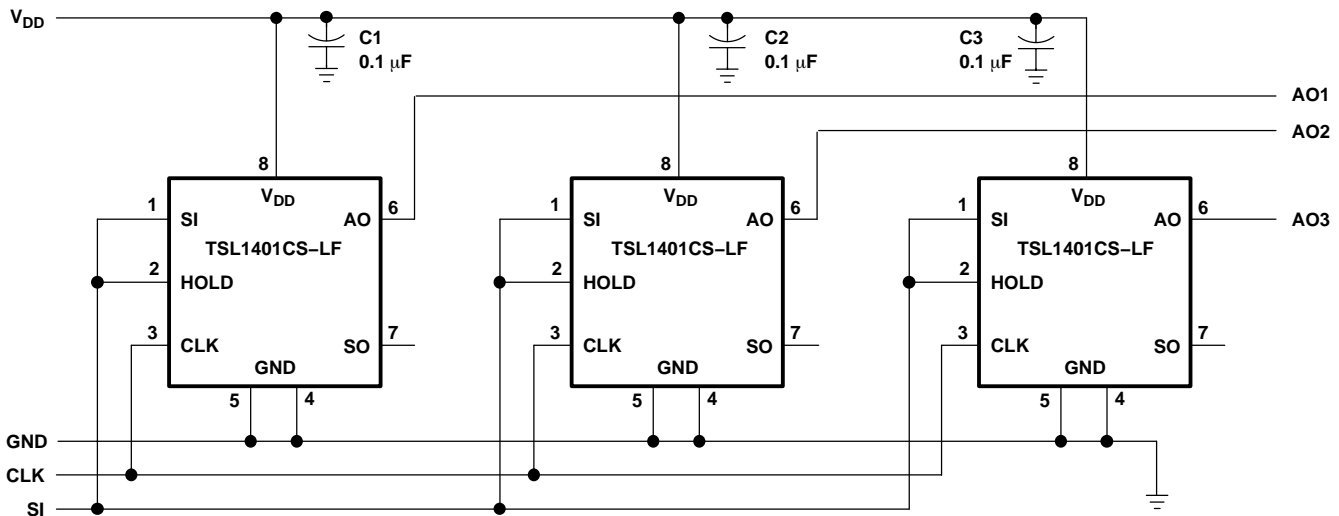 VDD
C1
0.1 μF
C2
0.1 μF
C3
0.1 μF
AO1
AO2
8
8
8
VDD
VDD
VDD
1
SI
AO
6
1
SI
AO
6
1
SI
AO
6
AO3
TSL1401CS–LF
TSL1401CS–LF
TSL1401CS–LF
2
HOLD
2
HOLD
2
HOLD
3
CLK
SO
7
3
CLK
SO
7
3
CLK
SO
7
GND
GND
GND
5
4
5
4
5
4
GND
CLK
SI